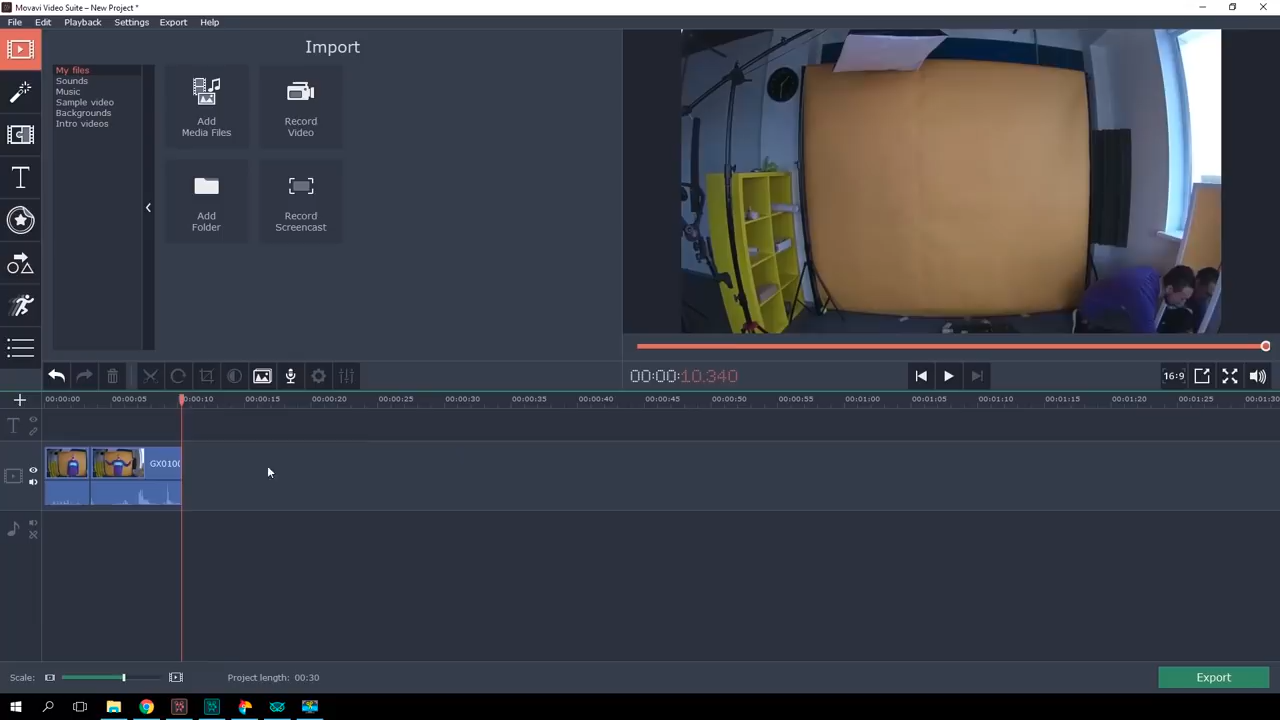 Movavi Video Suite – New Project *
File Edit Playback Settings Export Help
Import
My files
Sounds
Music
Sample video
Backgrounds
Intro videos
Add
Media Files
Record
Video
Add
Folder
Record
Screencast
00:00:10.340
16:9
00:00:00 00:00:05 00:00:10 00:00:15 00:00:20 00:00:25 00:00:30 00:00:35 00:00:40 00:00:45 00:00:50 00:00:55 00:01:00 00:01:05 00:01:10 00:01:15 00:01:20 00:01:25 00:01:30
GX0100
Scale:
Project length: 00:30
Export